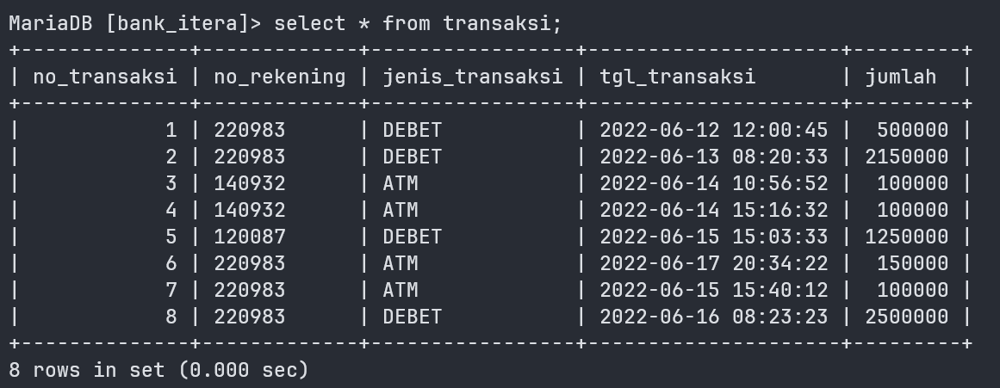 MariaDB [bank_itera]> select * from transaksi;
+--------------+-------------+-----------------+---------------------+---------+
| no_transaksi | no_rekening | jenis_transaksi | tgl_transaksi       | jumlah  |
+--------------+-------------+-----------------+---------------------+---------+
|            1 | 220983      | DEBET           | 2022-06-12 12:00:45 |  500000 |
|            2 | 220983      | DEBET           | 2022-06-13 08:20:33 | 2150000 |
|            3 | 140932      | ATM             | 2022-06-14 10:56:52 |  100000 |
|            4 | 140932      | ATM             | 2022-06-14 15:16:32 |  100000 |
|            5 | 120087      | DEBET           | 2022-06-15 15:03:33 | 1250000 |
|            6 | 220983      | ATM             | 2022-06-17 20:34:22 |  150000 |
|            7 | 220983      | ATM             | 2022-06-15 15:40:12 |  100000 |
|            8 | 220983      | DEBET           | 2022-06-16 08:23:23 | 2500000 |
+--------------+-------------+-----------------+---------------------+---------+
8 rows in set (0.000 sec)